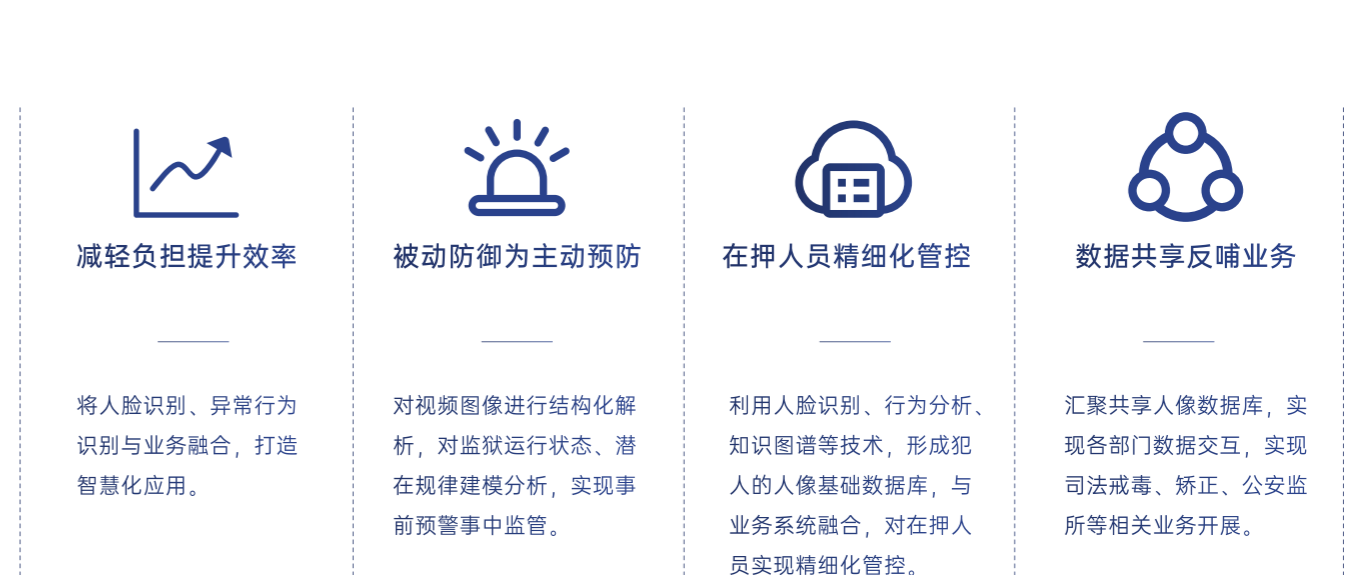 减轻负担提升效率
将人脸识别、异常行为
识别与业务融合，打造
智慧化应用。
被动防御为主动预防
对视频图像进行结构化解
析，对监狱运行状态、潜
在规律建模分析，实现事
前预警事中监管。
在押人员精细化管控
利用人脸识别、行为分析、
知识图谱等技术，形成犯
人的人像基础数据库，与
业务系统融合，对在押人
员实现精细化管控。
数据共享反哺业务
汇聚共享人像数据库，实
现各部门数据交互，实现
司法戒毒、矫正、公安监
所等相关业务开展。